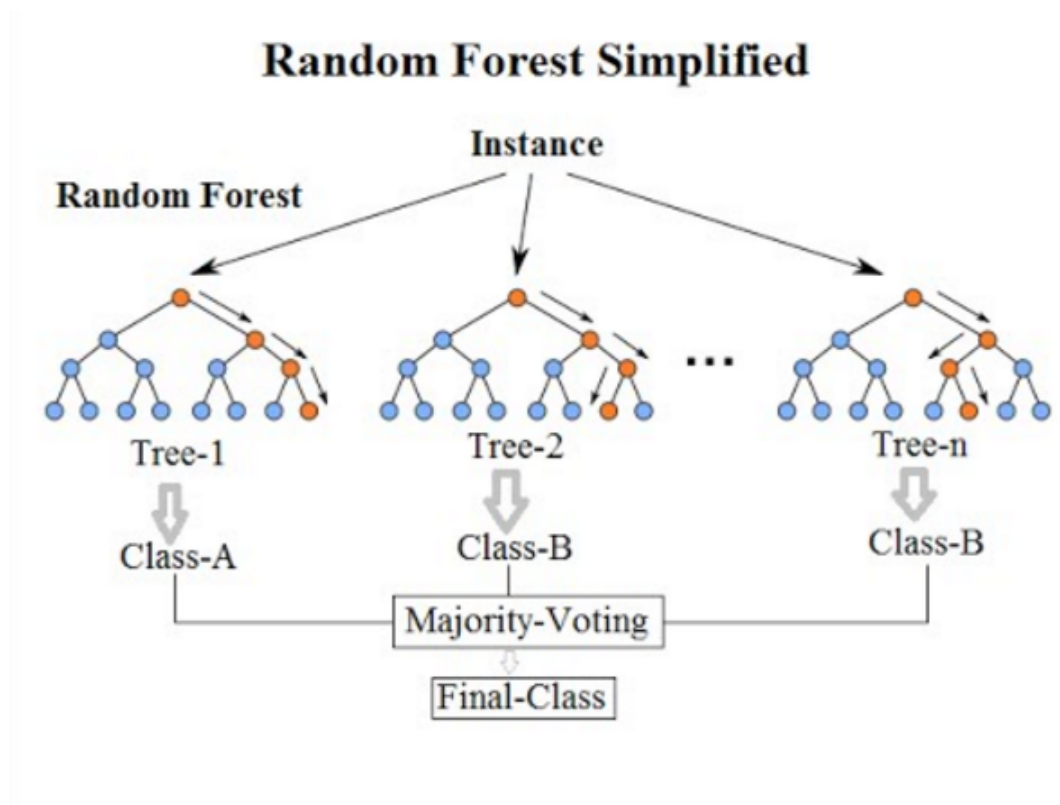 Random Forest Simplified
Instance
Random Forest
...
Tree-1
Tree-2
Tree-n
Class-A
Class-B
Class-B
Majority-Voting
Final-Class